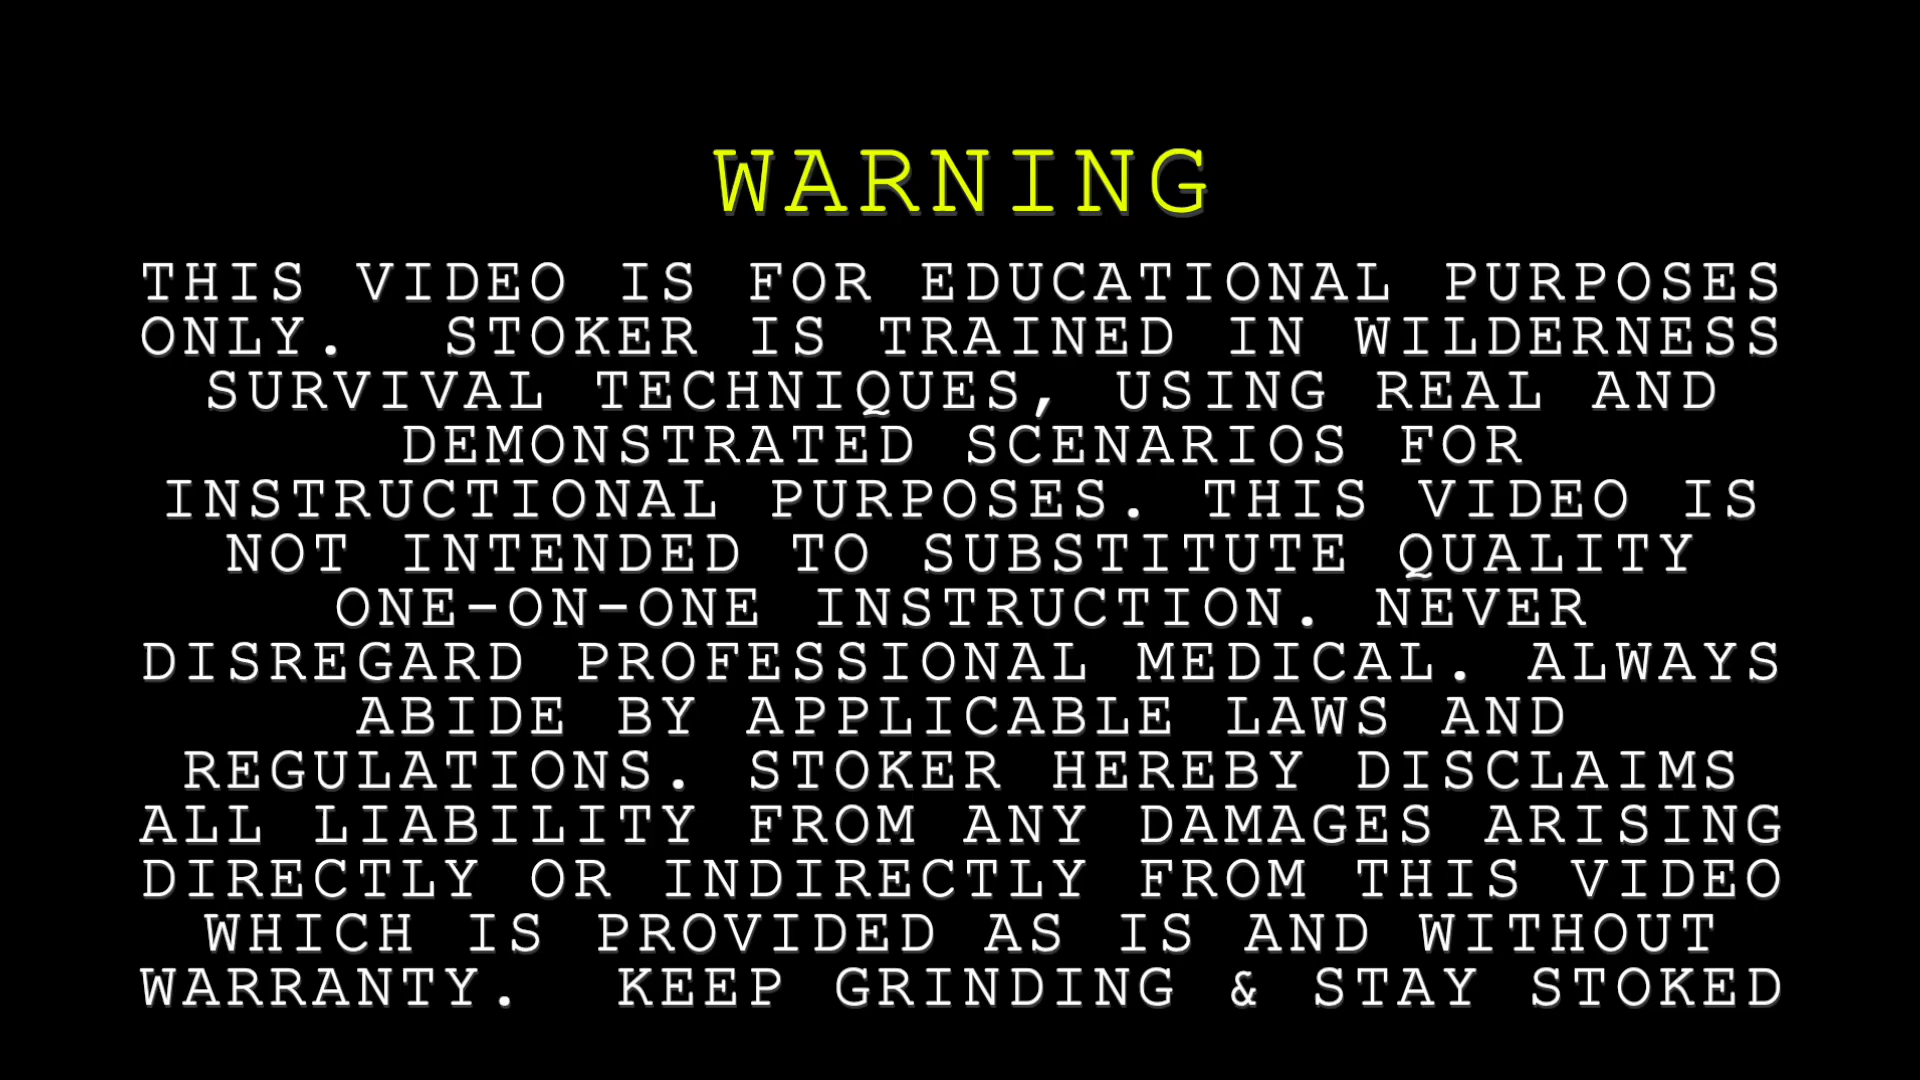 WARNING
THIS VIDEO IS FOR EDUCATIONAL PURPOSES
ONLY.  STOKER IS TRAINED IN WILDERNESS
SURVIVAL TECHNIQUES, USING REAL AND
DEMONSTRATED SCENARIOS FOR
INSTRUCTIONAL PURPOSES. THIS VIDEO IS
NOT INTENDED TO SUBSTITUTE QUALITY
ONE-ON-ONE INSTRUCTION. NEVER
DISREGARD PROFESSIONAL MEDICAL. ALWAYS
ABIDE BY APPLICABLE LAWS AND
REGULATIONS. STOKER HEREBY DISCLAIMS
ALL LIABILITY FROM ANY DAMAGES ARISING
DIRECTLY OR INDIRECTLY FROM THIS VIDEO
WHICH IS PROVIDED AS IS AND WITHOUT
WARRANTY.  KEEP GRINDING & STAY STOKED